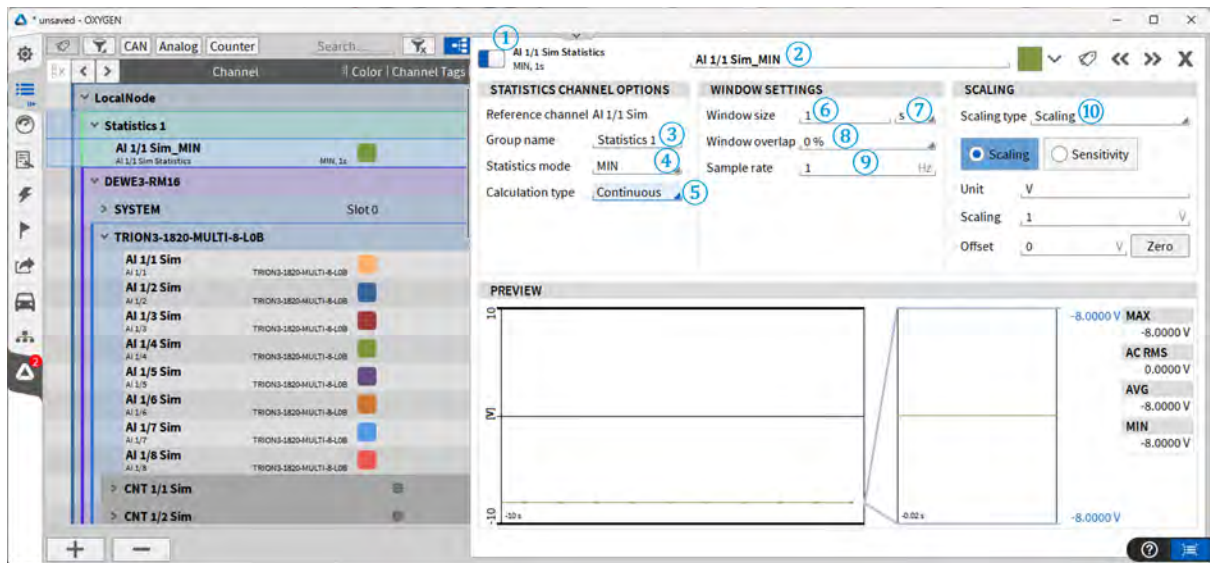 * unsaved - OXYGEN
CAN Analog Counter Search...
Channel Color Channel Tags
LocalNode
Statistics 1
AI 1/1 Sim_MIN
AI 1/1 Sim Statistics MIN, 1s
DEWE3-RM16
SYSTEM Slot 0
TRION3-1820-MULTI-8-L0B
AI 1/1 Sim
AI 1/1 TRION3-1820-MULTI-8-L0B
AI 1/2 Sim
AI 1/2 TRION3-1820-MULTI-8-L0B
AI 1/3 Sim
AI 1/3 TRION3-1820-MULTI-8-L0B
AI 1/4 Sim
AI 1/4 TRION3-1820-MULTI-8-L0B
AI 1/5 Sim
AI 1/5 TRION3-1820-MULTI-8-L0B
AI 1/6 Sim
AI 1/6 TRION3-1820-MULTI-8-L0B
AI 1/7 Sim
AI 1/7 TRION3-1820-MULTI-8-L0B
AI 1/8 Sim
AI 1/8 TRION3-1820-MULTI-8-L0B
CNT 1/1 Sim
CNT 1/2 Sim
2
1
AI 1/1 Sim Statistics
MIN, 1s
AI 1/1 Sim_MIN 2
STATISTICS CHANNEL OPTIONS
Reference channel AI 1/1 Sim
Group name Statistics 1 3
Statistics mode MIN 4
Calculation type Continuous 5
WINDOW SETTINGS
Window size 1 6 s 7
Window overlap 0 % 8
Sample rate 1 9 Hz
SCALING
Scaling type Scaling 10
Scaling Sensitivity
Unit V
Scaling 1 V
Offset 0 V Zero
PREVIEW
10
[V]
-10
-10 s
-0.02 s
-8.0000 V
-8.0000 V
MAX
-8.0000 V
AC RMS
0.0000 V
AVG
-8.0000 V
MIN
-8.0000 V